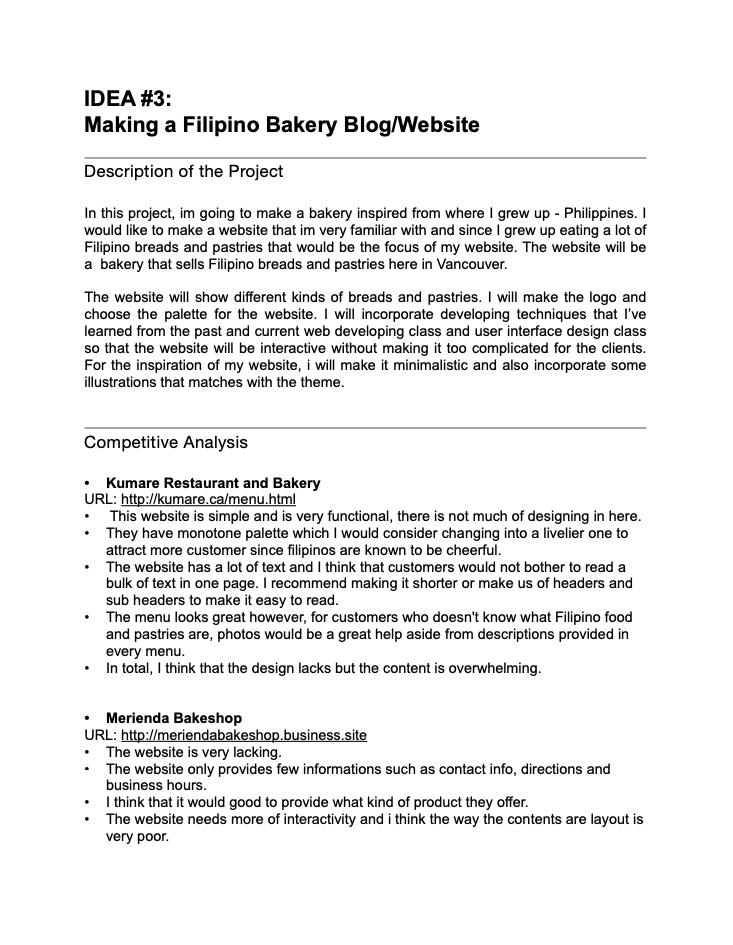 IDEA #3:
Making a Filipino Bakery Blog/Website
Description of the Project
In this project, im going to make a bakery inspired from where I grew up - Philippines. I
would like to make a website that im very familiar with and since I grew up eating a lot of
Filipino breads and pastries that would be the focus of my website. The website will be
a  bakery that sells Filipino breads and pastries here in Vancouver.
The website will show different kinds of breads and pastries. I will make the logo and
choose the palette for the website. I will incorporate developing techniques that I've
learned from the past and current web developing class and user interface design class
so that the website will be interactive without making it too complicated for the clients.
For the inspiration of my website, i will make it minimalistic and also incorporate some
illustrations that matches with the theme.
Competitive Analysis
• Kumare Restaurant and Bakery
URL: http://kumare.ca/menu.html
•  This website is simple and is very functional, there is not much of designing in here.
• They have monotone palette which I would consider changing into a livelier one to
attract more customer since filipinos are known to be cheerful.
• The website has a lot of text and I think that customers would not bother to read a
bulk of text in one page. I recommend making it shorter or make us of headers and
sub headers to make it easy to read.
• The menu looks great however, for customers who doesn't know what Filipino food
and pastries are, photos would be a great help aside from descriptions provided in
every menu.
• In total, I think that the design lacks but the content is overwhelming.
• Merienda Bakeshop
URL: http://meriendabakeshop.business.site
• The website is very lacking.
• The website only provides few informations such as contact info, directions and
business hours.
• I think that it would good to provide what kind of product they offer.
• The website needs more of interactivity and i think the way the contents are layout is
very poor.